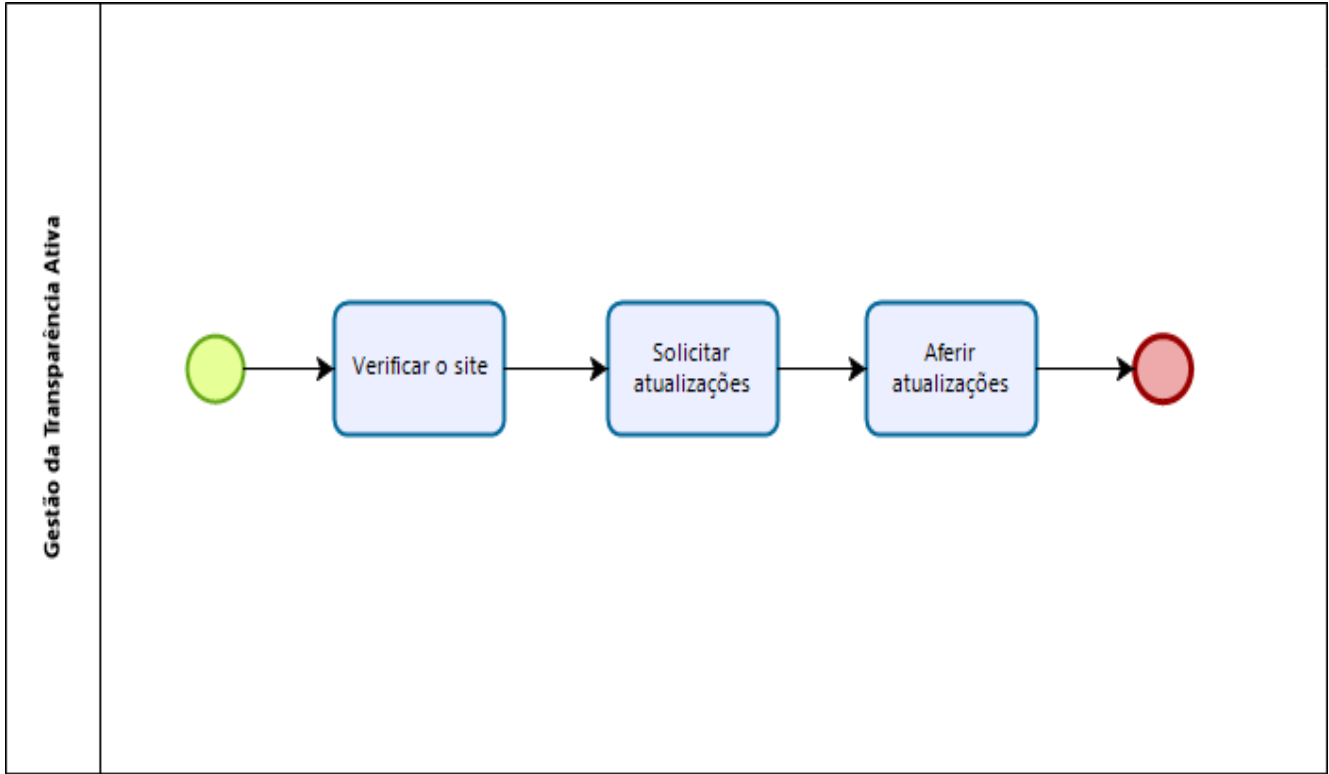 Gestão da Transparência Ativa
Verificar o site
Solicitar
atualizações
Aferir
atualizações